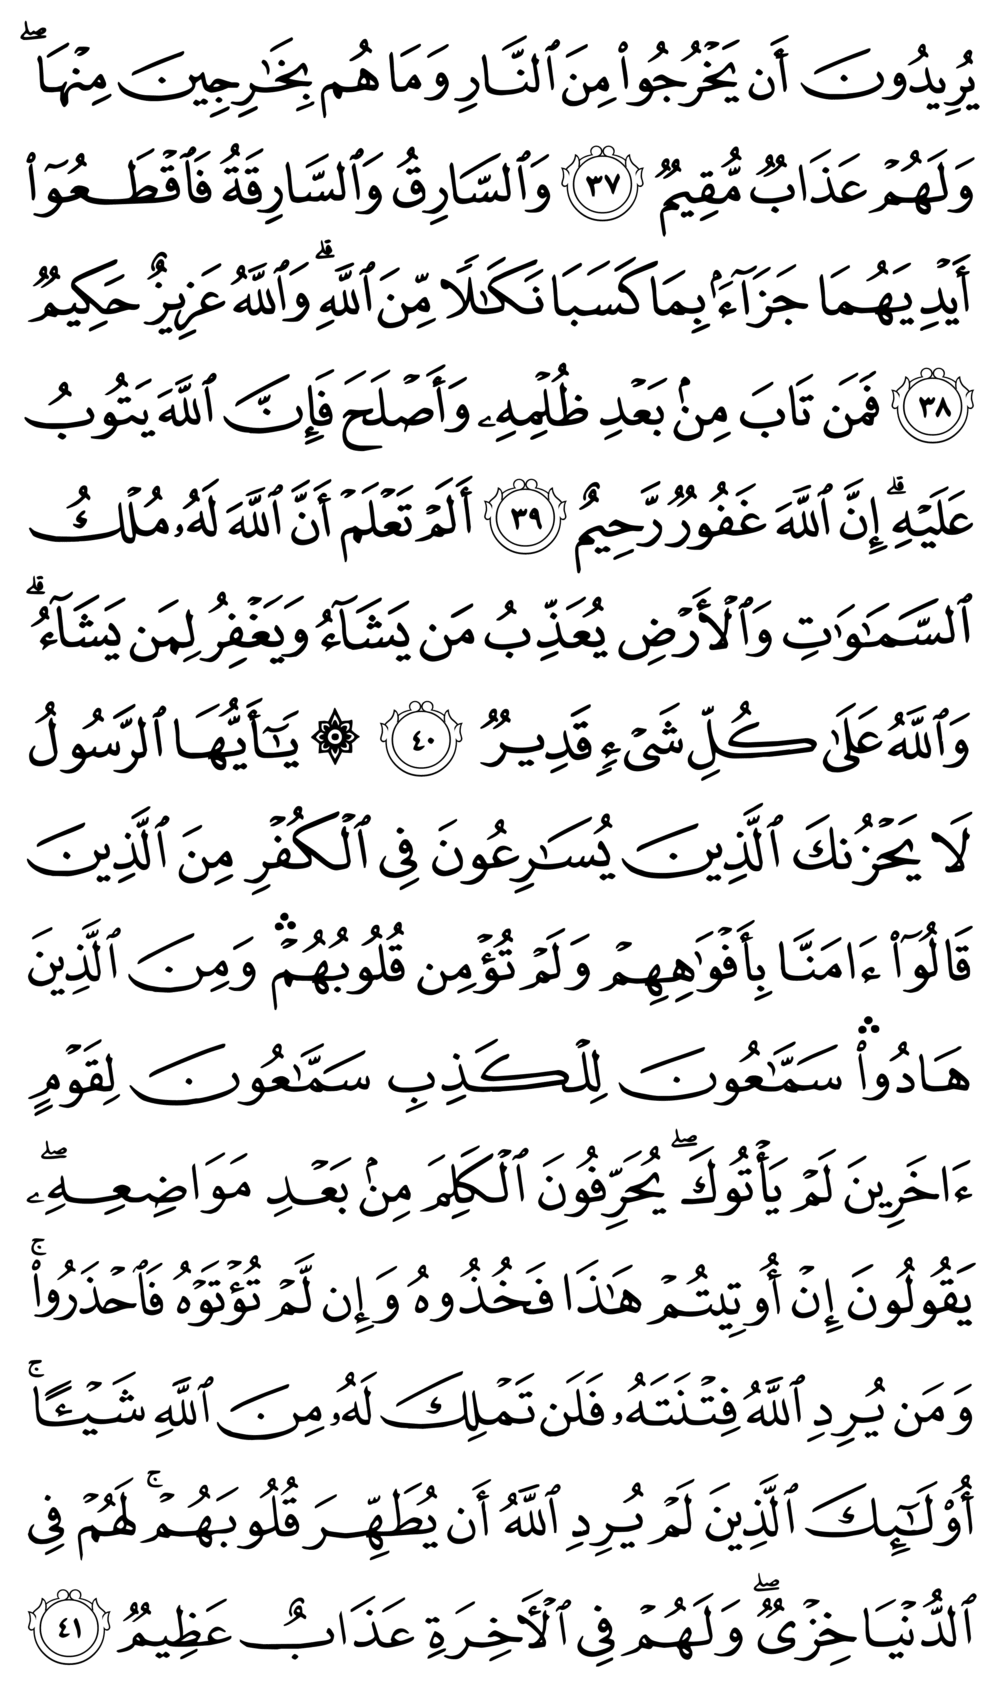 يُرِيدُونَ أَن يَخْرُجُوا۟ مِنَ ٱلنَّارِ وَمَا هُم بِخَٰرِجِينَ مِنْهَا ۖ
وَلَهُمْ عَذَابٌ مُّقِيمٌ ٣٧ وَٱلسَّارِقُ وَٱلسَّارِقَةُ فَٱقْطَعُوٓا۟
أَيْدِيَهُمَا جَزَآءًۢ بِمَا كَسَبَا نَكَٰلًا مِّنَ ٱللَّهِ ۗ وَٱللَّهُ عَزِيزٌ حَكِيمٌ
٣٨ فَمَن تَابَ مِنۢ بَعْدِ ظُلْمِهِۦ وَأَصْلَحَ فَإِنَّ ٱللَّهَ يَتُوبُ
عَلَيْهِ ۗ إِنَّ ٱللَّهَ غَفُورٌ رَّحِيمٌ ٣٩ أَلَمْ تَعْلَمْ أَنَّ ٱللَّهَ لَهُۥ مُلْكُ
ٱلسَّمَٰوَٰتِ وَٱلْأَرْضِ يُعَذِّبُ مَن يَشَآءُ وَيَغْفِرُ لِمَن يَشَآءُ ۗ
وَٱللَّهُ عَلَىٰ كُلِّ شَىْءٍ قَدِيرٌ ٤٠ ۞ يَٰٓأَيُّهَا ٱلرَّسُولُ
لَا يَحْزُنكَ ٱلَّذِينَ يُسَٰرِعُونَ فِى ٱلْكُفْرِ مِنَ ٱلَّذِينَ
قَالُوٓا۟ ءَامَنَّا بِأَفْوَٰهِهِمْ وَلَمْ تُؤْمِن قُلُوبُهُمْ ۛ وَمِنَ ٱلَّذِينَ
هَادُوا۟ ۛ سَمَّٰعُونَ لِلْكَذِبِ سَمَّٰعُونَ لِقَوْمٍ
ءَاخَرِينَ لَمْ يَأْتُوكَ ۖ يُحَرِّفُونَ ٱلْكَلِمَ مِنۢ بَعْدِ مَوَاضِعِهِۦ ۖ
يَقُولُونَ إِنْ أُوتِيتُمْ هَٰذَا فَخُذُوهُ وَإِن لَّمْ تُؤْتَوْهُ فَٱحْذَرُوا۟ ۚ
وَمَن يُرِدِ ٱللَّهُ فِتْنَتَهُۥ فَلَن تَمْلِكَ لَهُۥ مِنَ ٱللَّهِ شَيْـًٔا ۚ
أُو۟لَٰٓئِكَ ٱلَّذِينَ لَمْ يُرِدِ ٱللَّهُ أَن يُطَهِّرَ قُلُوبَهُمْ ۚ لَهُمْ فِى
ٱلدُّنْيَا خِزْىٌ ۖ وَلَهُمْ فِى ٱلْـَٔاخِرَةِ عَذَابٌ عَظِيمٌ ٤١